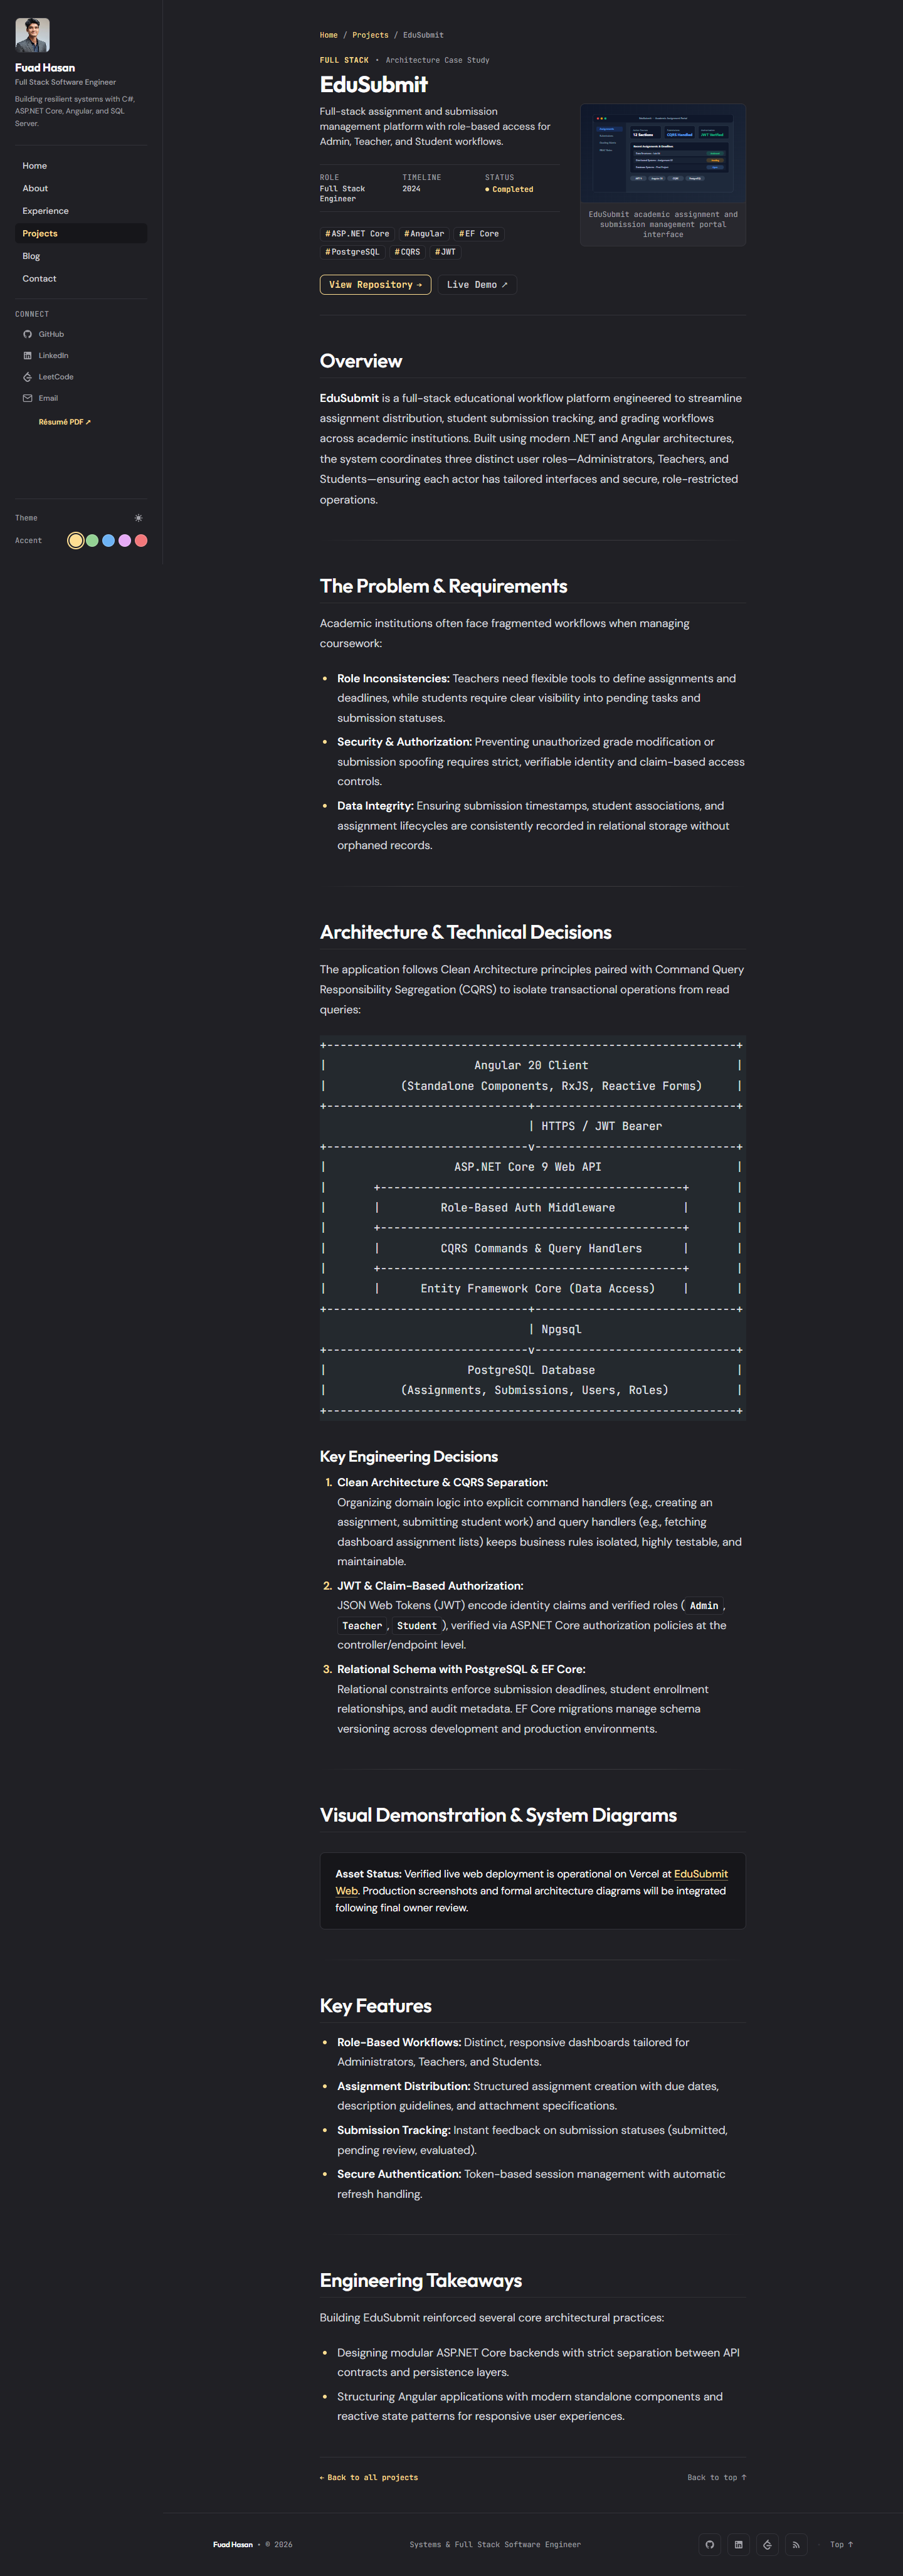 Fuad Hasan
Full Stack Software Engineer
Building resilient systems with C#,
ASP.NET Core, Angular, and SQL
Server.
Home
About
Experience
Projects
Blog
Contact
CONNECT
GitHub
LinkedIn
LeetCode
Email
Résumé PDF ↗
Theme
Accent
Home / Projects / EduSubmit
FULL STACK • Architecture Case Study
EduSubmit
Full-stack assignment and submission
management platform with role-based access for
Admin, Teacher, and Student workflows.
ROLE TIMELINE STATUS
Full Stack 2024 ● Completed
Engineer
#ASP.NET Core #Angular #EF Core
#PostgreSQL #CQRS #JWT
View Repository → Live Demo ↗
EduSubmit academic assignment and
submission management portal
interface
Overview
EduSubmit is a full-stack educational workflow platform engineered to streamline
assignment distribution, student submission tracking, and grading workflows
across academic institutions. Built using modern .NET and Angular architectures,
the system coordinates three distinct user roles—Administrators, Teachers, and
Students—ensuring each actor has tailored interfaces and secure, role-restricted
operations.
The Problem & Requirements
Academic institutions often face fragmented workflows when managing
coursework:
• Role Inconsistencies: Teachers need flexible tools to define assignments and
deadlines, while students require clear visibility into pending tasks and
submission statuses.
• Security & Authorization: Preventing unauthorized grade modification or
submission spoofing requires strict, verifiable identity and claim-based access
controls.
• Data Integrity: Ensuring submission timestamps, student associations, and
assignment lifecycles are consistently recorded in relational storage without
orphaned records.
Architecture & Technical Decisions
The application follows Clean Architecture principles paired with Command Query
Responsibility Segregation (CQRS) to isolate transactional operations from read
queries:
+-------------------------------------------------------------+
| Angular 20 Client |
| (Standalone Components, RxJS, Reactive Forms) |
+------------------------------+------------------------------+
| HTTPS / JWT Bearer
+------------------------------v------------------------------+
| ASP.NET Core 9 Web API |
| +---------------------------------------------+ |
| | Role-Based Auth Middleware | |
| +---------------------------------------------+ |
| | CQRS Commands & Query Handlers | |
| +---------------------------------------------+ |
| | Entity Framework Core (Data Access) | |
+------------------------------+------------------------------+
| Npgsql
+------------------------------v------------------------------+
| PostgreSQL Database |
| (Assignments, Submissions, Users, Roles) |
+-------------------------------------------------------------+
Key Engineering Decisions
1. Clean Architecture & CQRS Separation:
Organizing domain logic into explicit command handlers (e.g., creating an
assignment, submitting student work) and query handlers (e.g., fetching
dashboard assignment lists) keeps business rules isolated, highly testable, and
maintainable.
2. JWT & Claim-Based Authorization:
JSON Web Tokens (JWT) encode identity claims and verified roles ( Admin ,
Teacher , Student ), verified via ASP.NET Core authorization policies at the
controller/endpoint level.
3. Relational Schema with PostgreSQL & EF Core:
Relational constraints enforce submission deadlines, student enrollment
relationships, and audit metadata. EF Core migrations manage schema
versioning across development and production environments.
Visual Demonstration & System Diagrams
Asset Status: Verified live web deployment is operational on Vercel at EduSubmit
Web. Production screenshots and formal architecture diagrams will be integrated
following final owner review.
Key Features
• Role-Based Workflows: Distinct, responsive dashboards tailored for
Administrators, Teachers, and Students.
• Assignment Distribution: Structured assignment creation with due dates,
description guidelines, and attachment specifications.
• Submission Tracking: Instant feedback on submission statuses (submitted,
pending review, evaluated).
• Secure Authentication: Token-based session management with automatic
refresh handling.
Engineering Takeaways
Building EduSubmit reinforced several core architectural practices:
• Designing modular ASP.NET Core backends with strict separation between API
contracts and persistence layers.
• Structuring Angular applications with modern standalone components and
reactive state patterns for responsive user experiences.
← Back to all projects Back to top ↑
Fuad Hasan • © 2026 Systems & Full Stack Software Engineer Top ↑